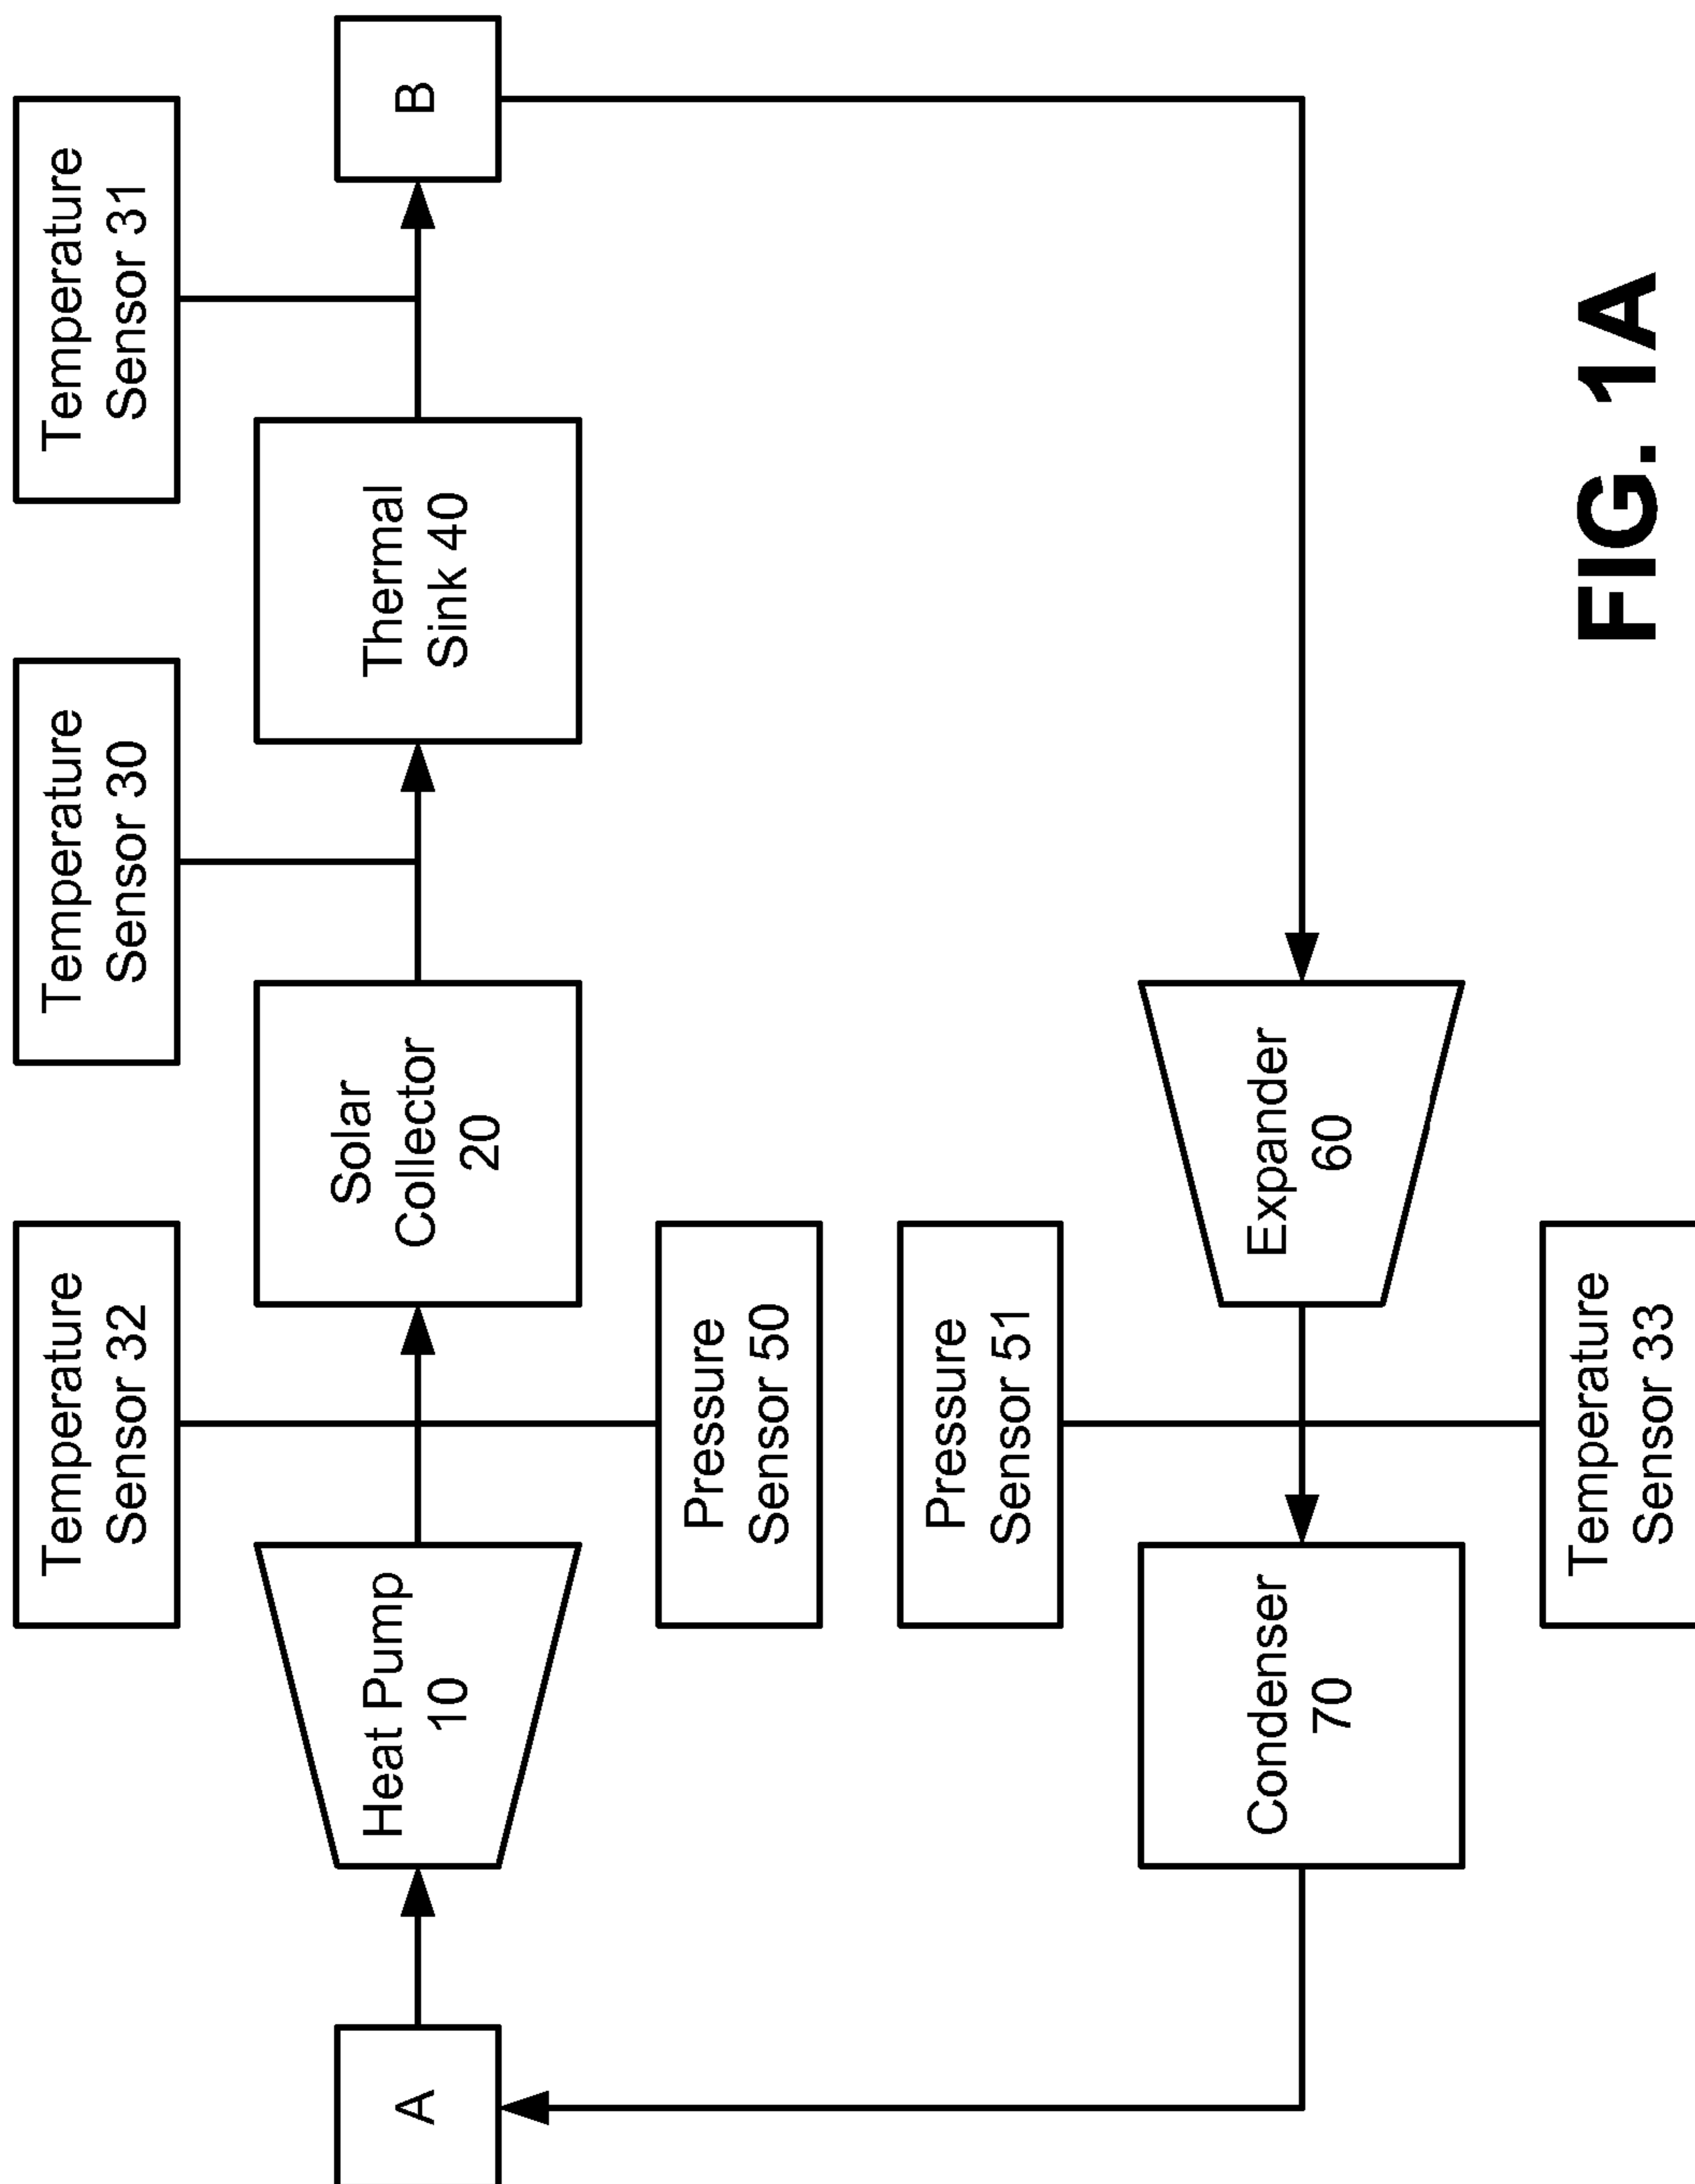 Temperature
Sensor 32
Temperature
Sensor 30
Temperature
Sensor 31
A
Heat Pump
10
Solar
Collector
20
Thermal
Sink 40
B
Pressure
Sensor 50
Pressure
Sensor 51
Condenser
70
Expander
60
Temperature
Sensor 33
FIG. 1A